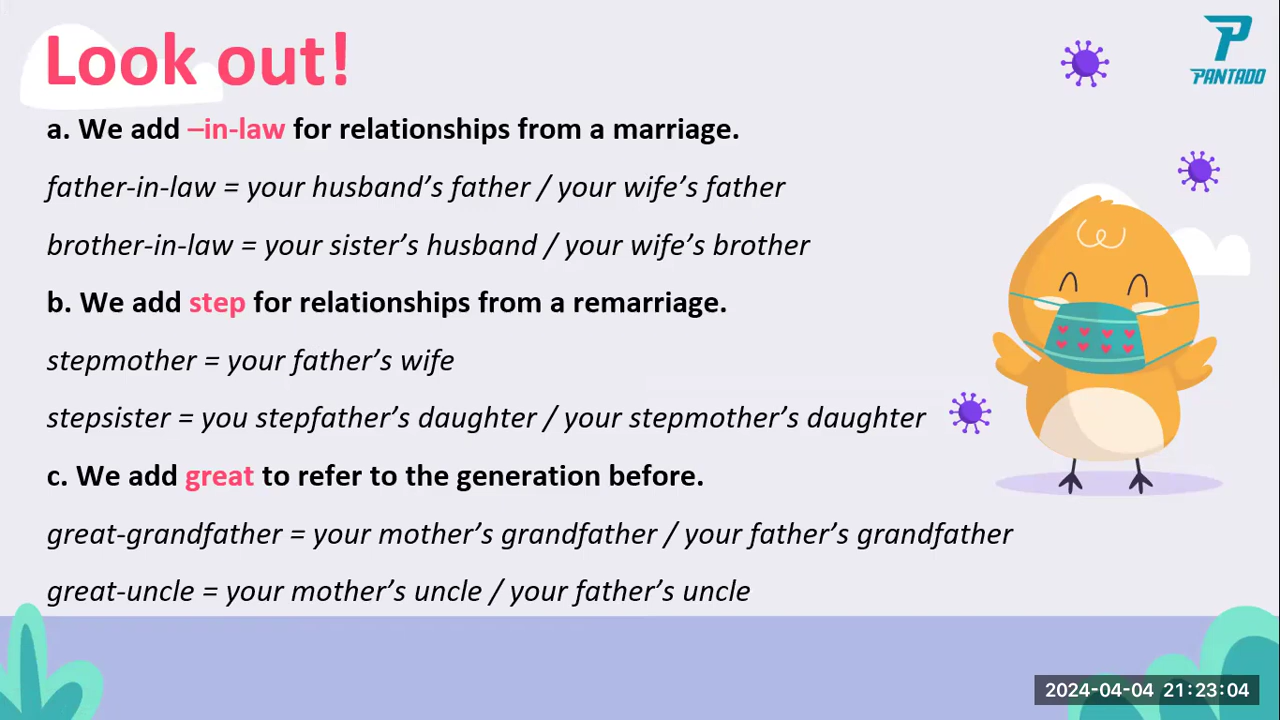 Look out!
PANTADO
a. We add –in-law for relationships from a marriage.
father-in-law = your husband’s father / your wife’s father
brother-in-law = your sister’s husband / your wife’s brother
b. We add step for relationships from a remarriage.
stepmother = your father’s wife
stepsister = you stepfather’s daughter / your stepmother’s daughter
c. We add great to refer to the generation before.
great-grandfather = your mother’s grandfather / your father’s grandfather
great-uncle = your mother’s uncle / your father’s uncle
2024-04-04 21:23:04